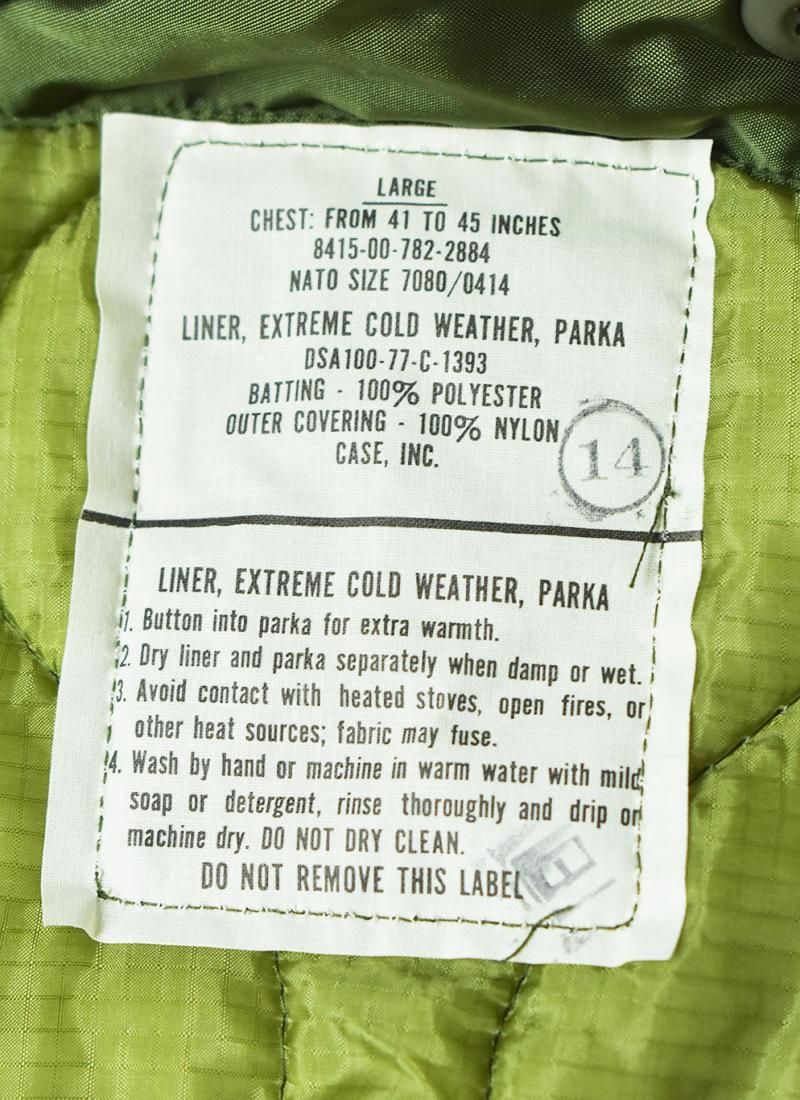 LARGE
CHEST: FROM 41 TO 45 INCHES
8415-00-782-2884
NATO SIZE 7080/0414
LINER, EXTREME COLD WEATHER, PARKA
DSA100-77-C-1393
BATTING - 100% POLYESTER
OUTER COVERING - 100% NYLON
CASE, INC.
14
LINER, EXTREME COLD WEATHER, PARKA
1. Button into parka for extra warmth.
2. Dry liner and parka separately when damp or wet.
3. Avoid contact with heated stoves, open fires, or
other heat sources; fabric may fuse.
4. Wash by hand or machine in warm water with mild
soap or detergent, rinse thoroughly and drip or
machine dry. DO NOT DRY CLEAN.
DO NOT REMOVE THIS LABEL